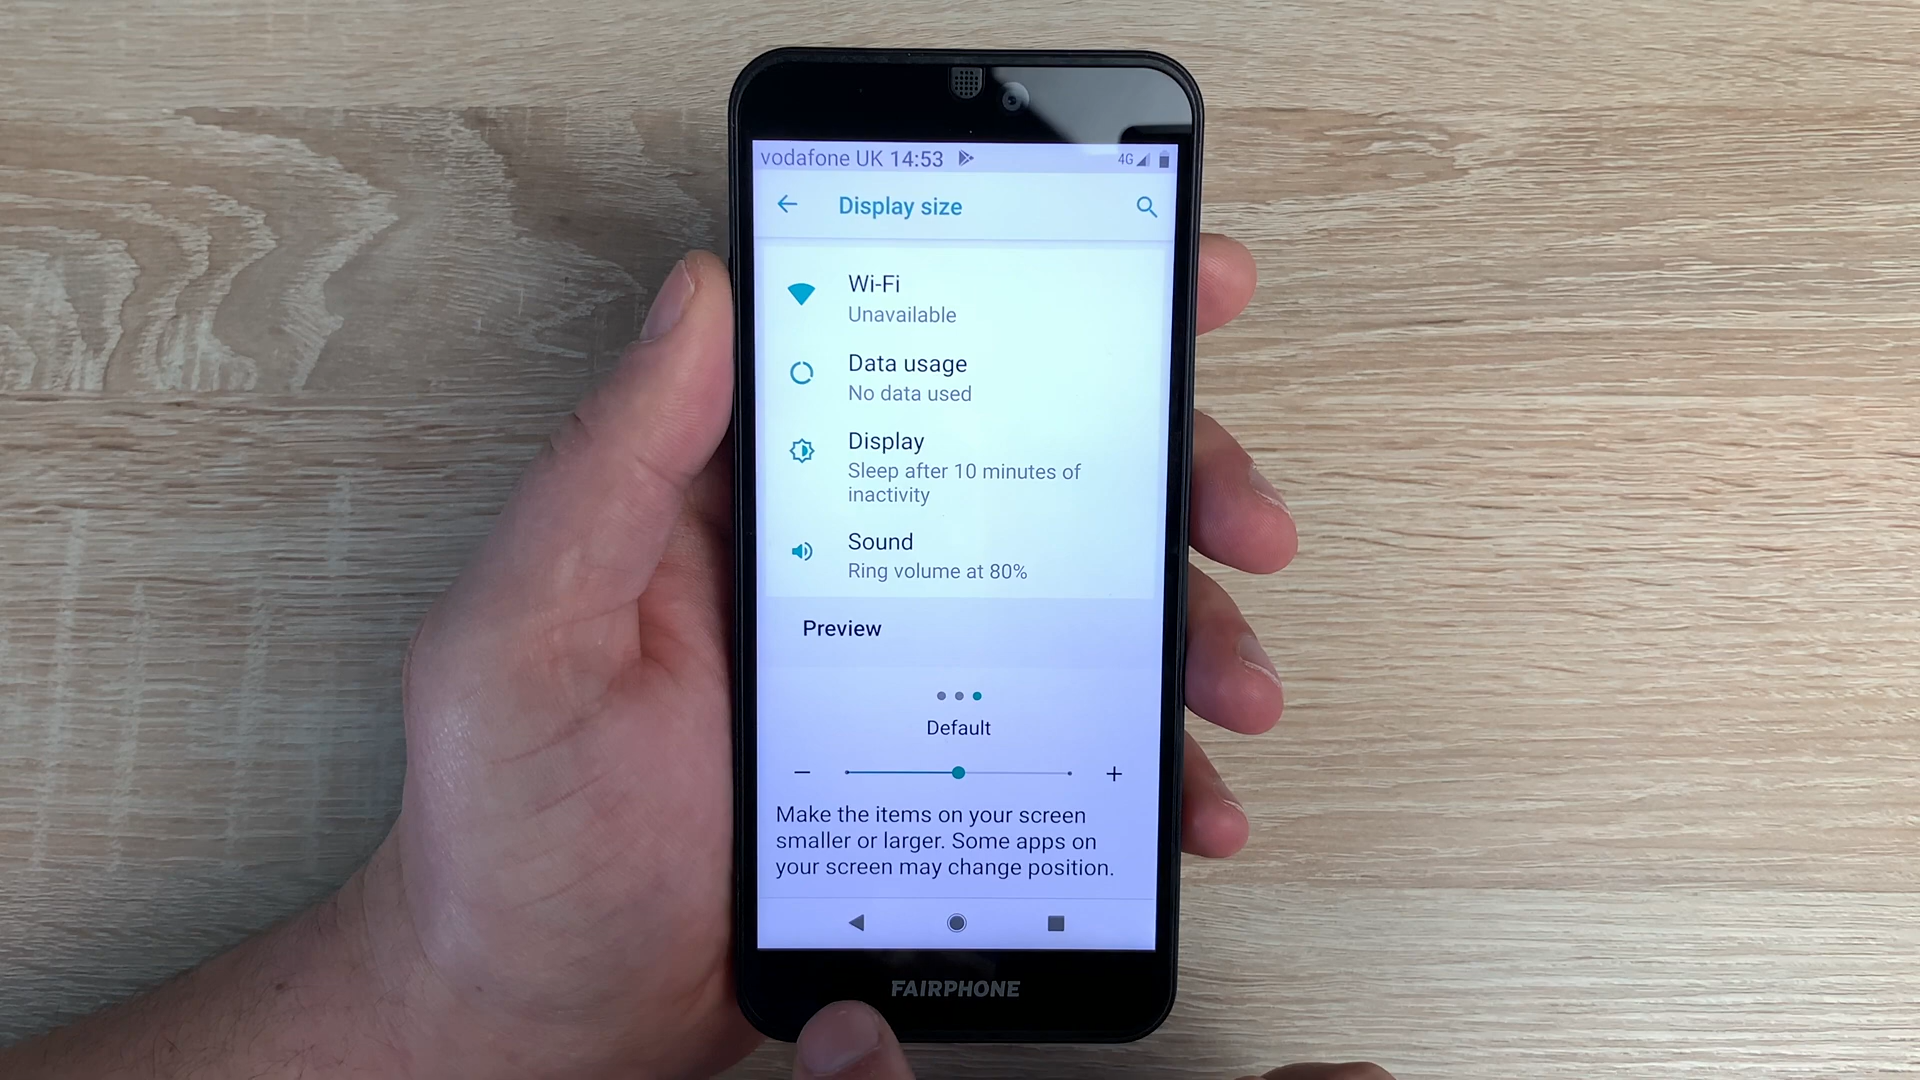 vodafone UK 14:53 4G
Display size
Wi-Fi
Unavailable
Data usage
No data used
Display
Sleep after 10 minutes of
inactivity
Sound
Ring volume at 80%
Preview
Default
Make the items on your screen
smaller or larger. Some apps on
your screen may change position.
FAIRPHONE